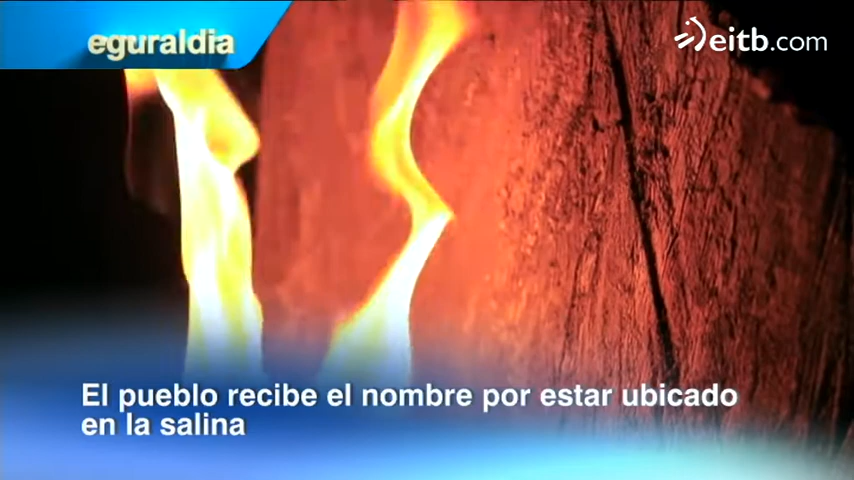 eguraldia
eitb.com
El pueblo recibe el nombre por estar ubicado
en la salina